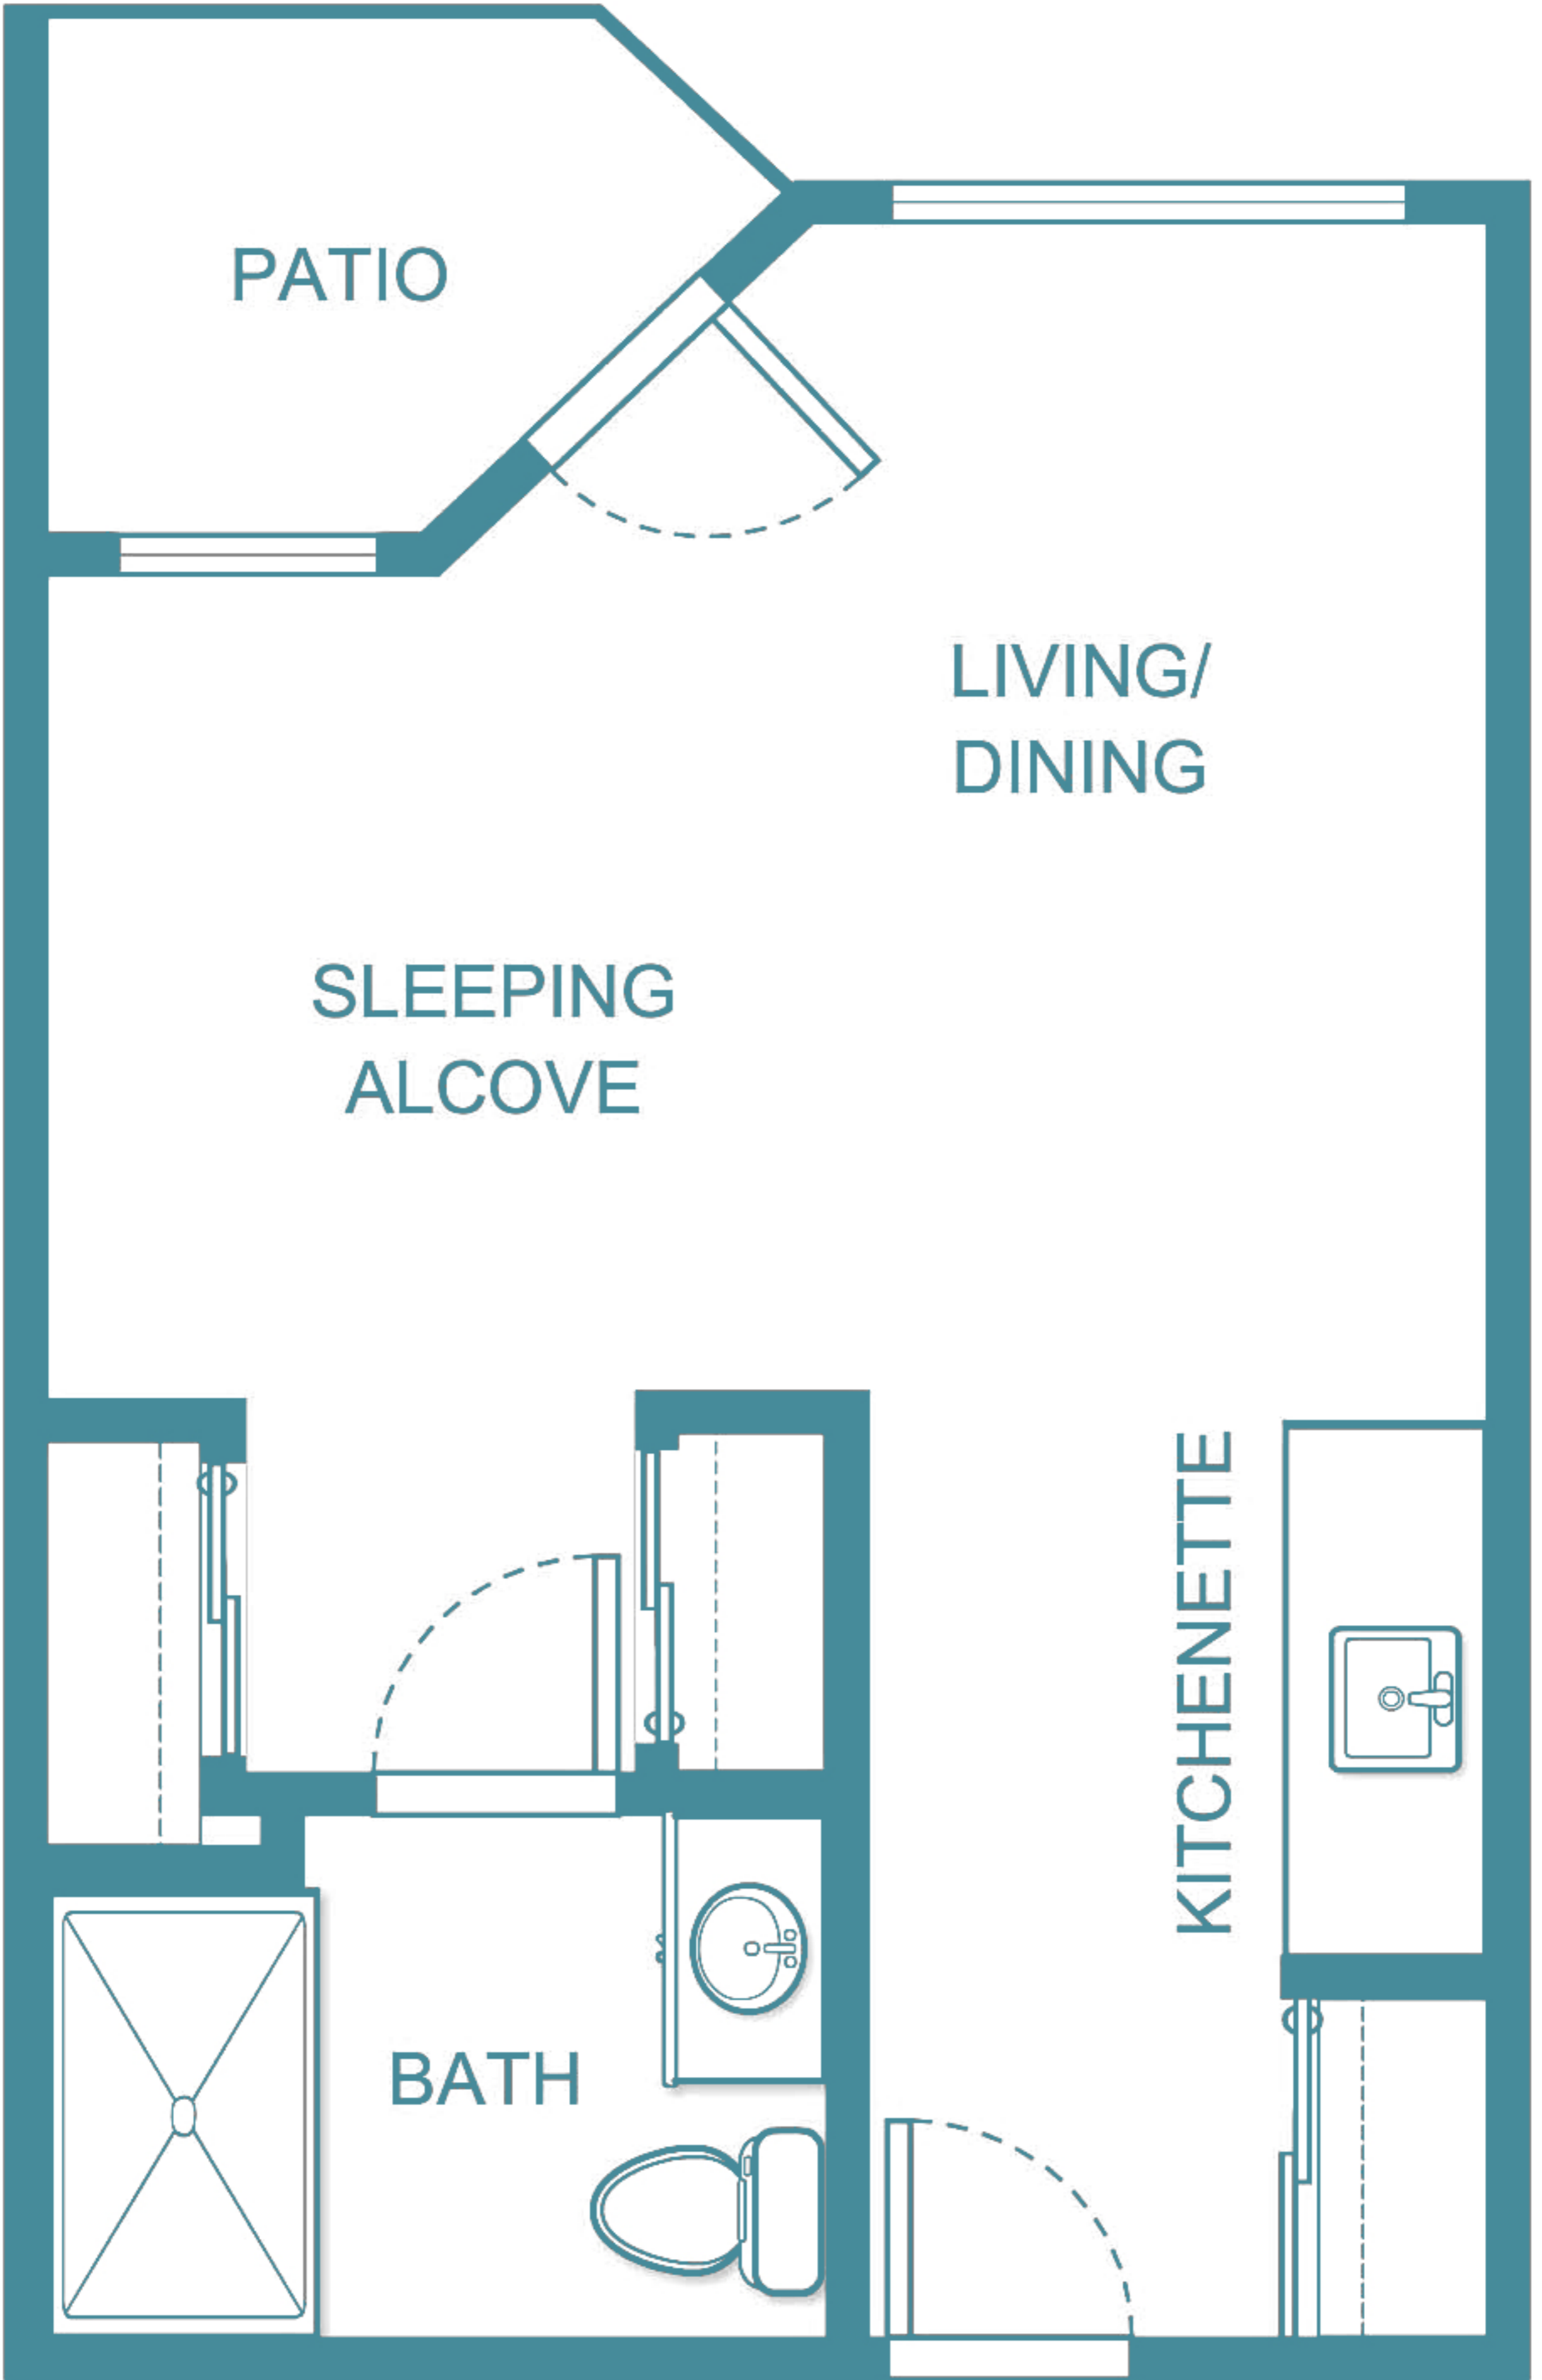 PATIO
LIVING/
DINING
SLEEPING
ALCOVE
KITCHENETTE
BATH